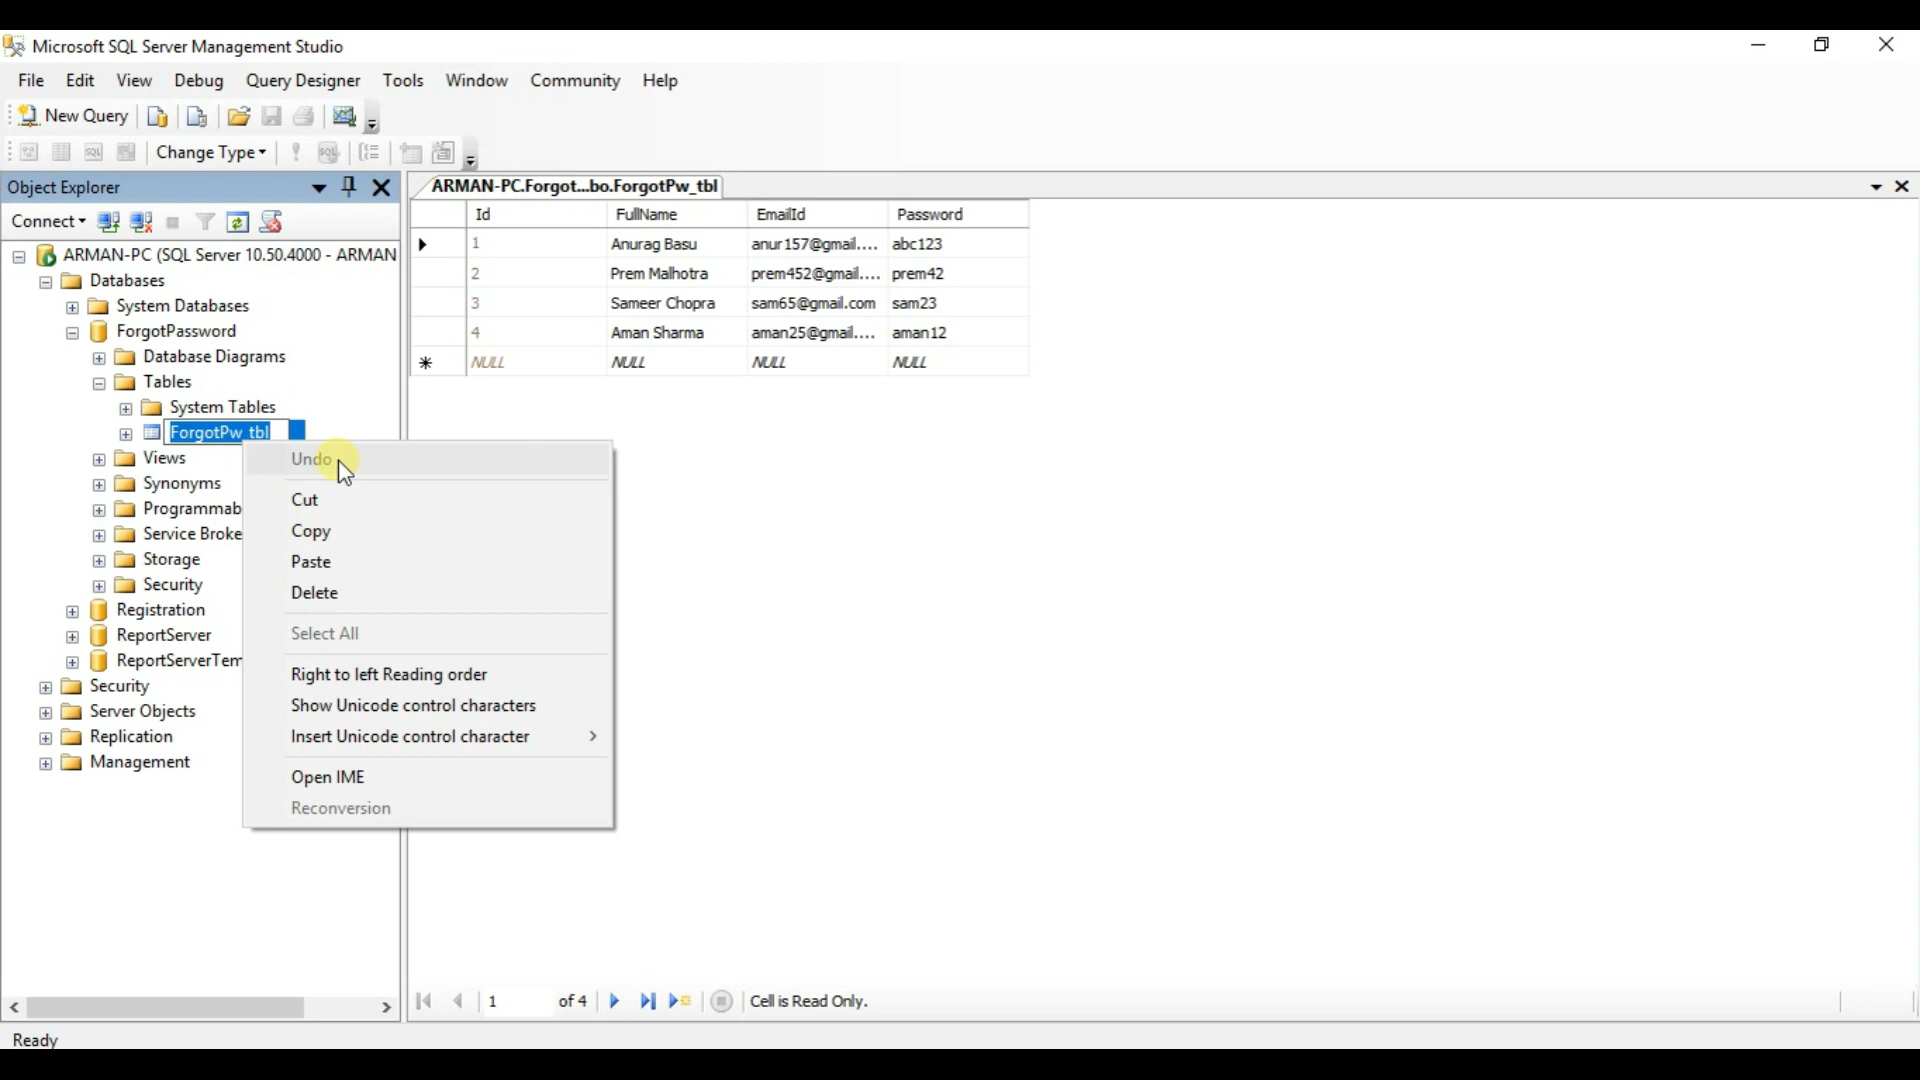 Microsoft SQL Server Management Studio
File Edit View Debug Query Designer Tools Window Community Help
New Query
Change Type
Object Explorer
Connect
ARMAN-PC (SQL Server 10.50.4000 - ARMAN
Databases
System Databases
ForgotPassword
Database Diagrams
Tables
System Tables
ForgotPw_tbl
Views
Synonyms
Programmab
Service Broke
Storage
Security
Registration
ReportServer
ReportServerTem
Security
Server Objects
Replication
Management
Undo
Cut
Copy
Paste
Delete
Select All
Right to left Reading order
Show Unicode control characters
Insert Unicode control character
Open IME
Reconversion
ARMAN-PC.Forgot...bo.ForgotPw_tbl
Id FullName EmailId Password
1 Anurag Basu anur157@gmail.... abc123
2 Prem Malhotra prem452@gmail.... prem42
3 Sameer Chopra sam65@gmail.com sam23
4 Aman Sharma aman25@gmail.... aman12
NULL NULL NULL NULL
1 of 4 Cell is Read Only.
Ready